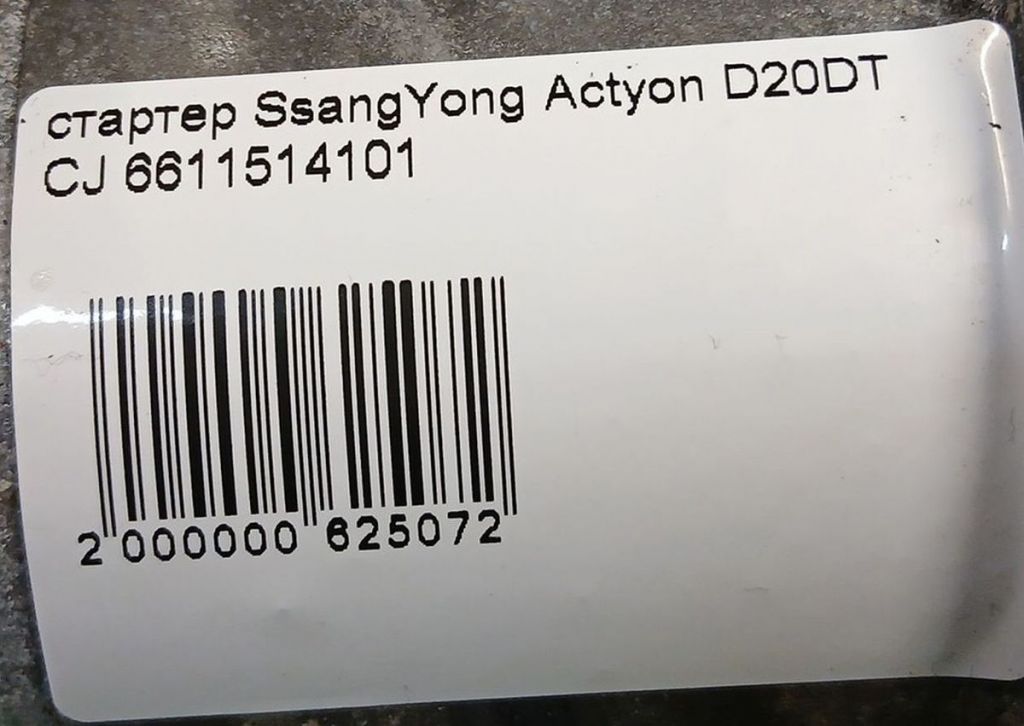 стартер SsangYong Actyon D20DT
CJ 6611514101
2 000000 625072